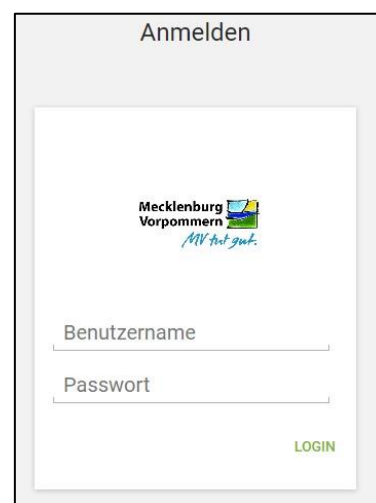 Anmelden
Mecklenburg
Vorpommern
MV tut gut.
Benutzername
Passwort
LOGIN